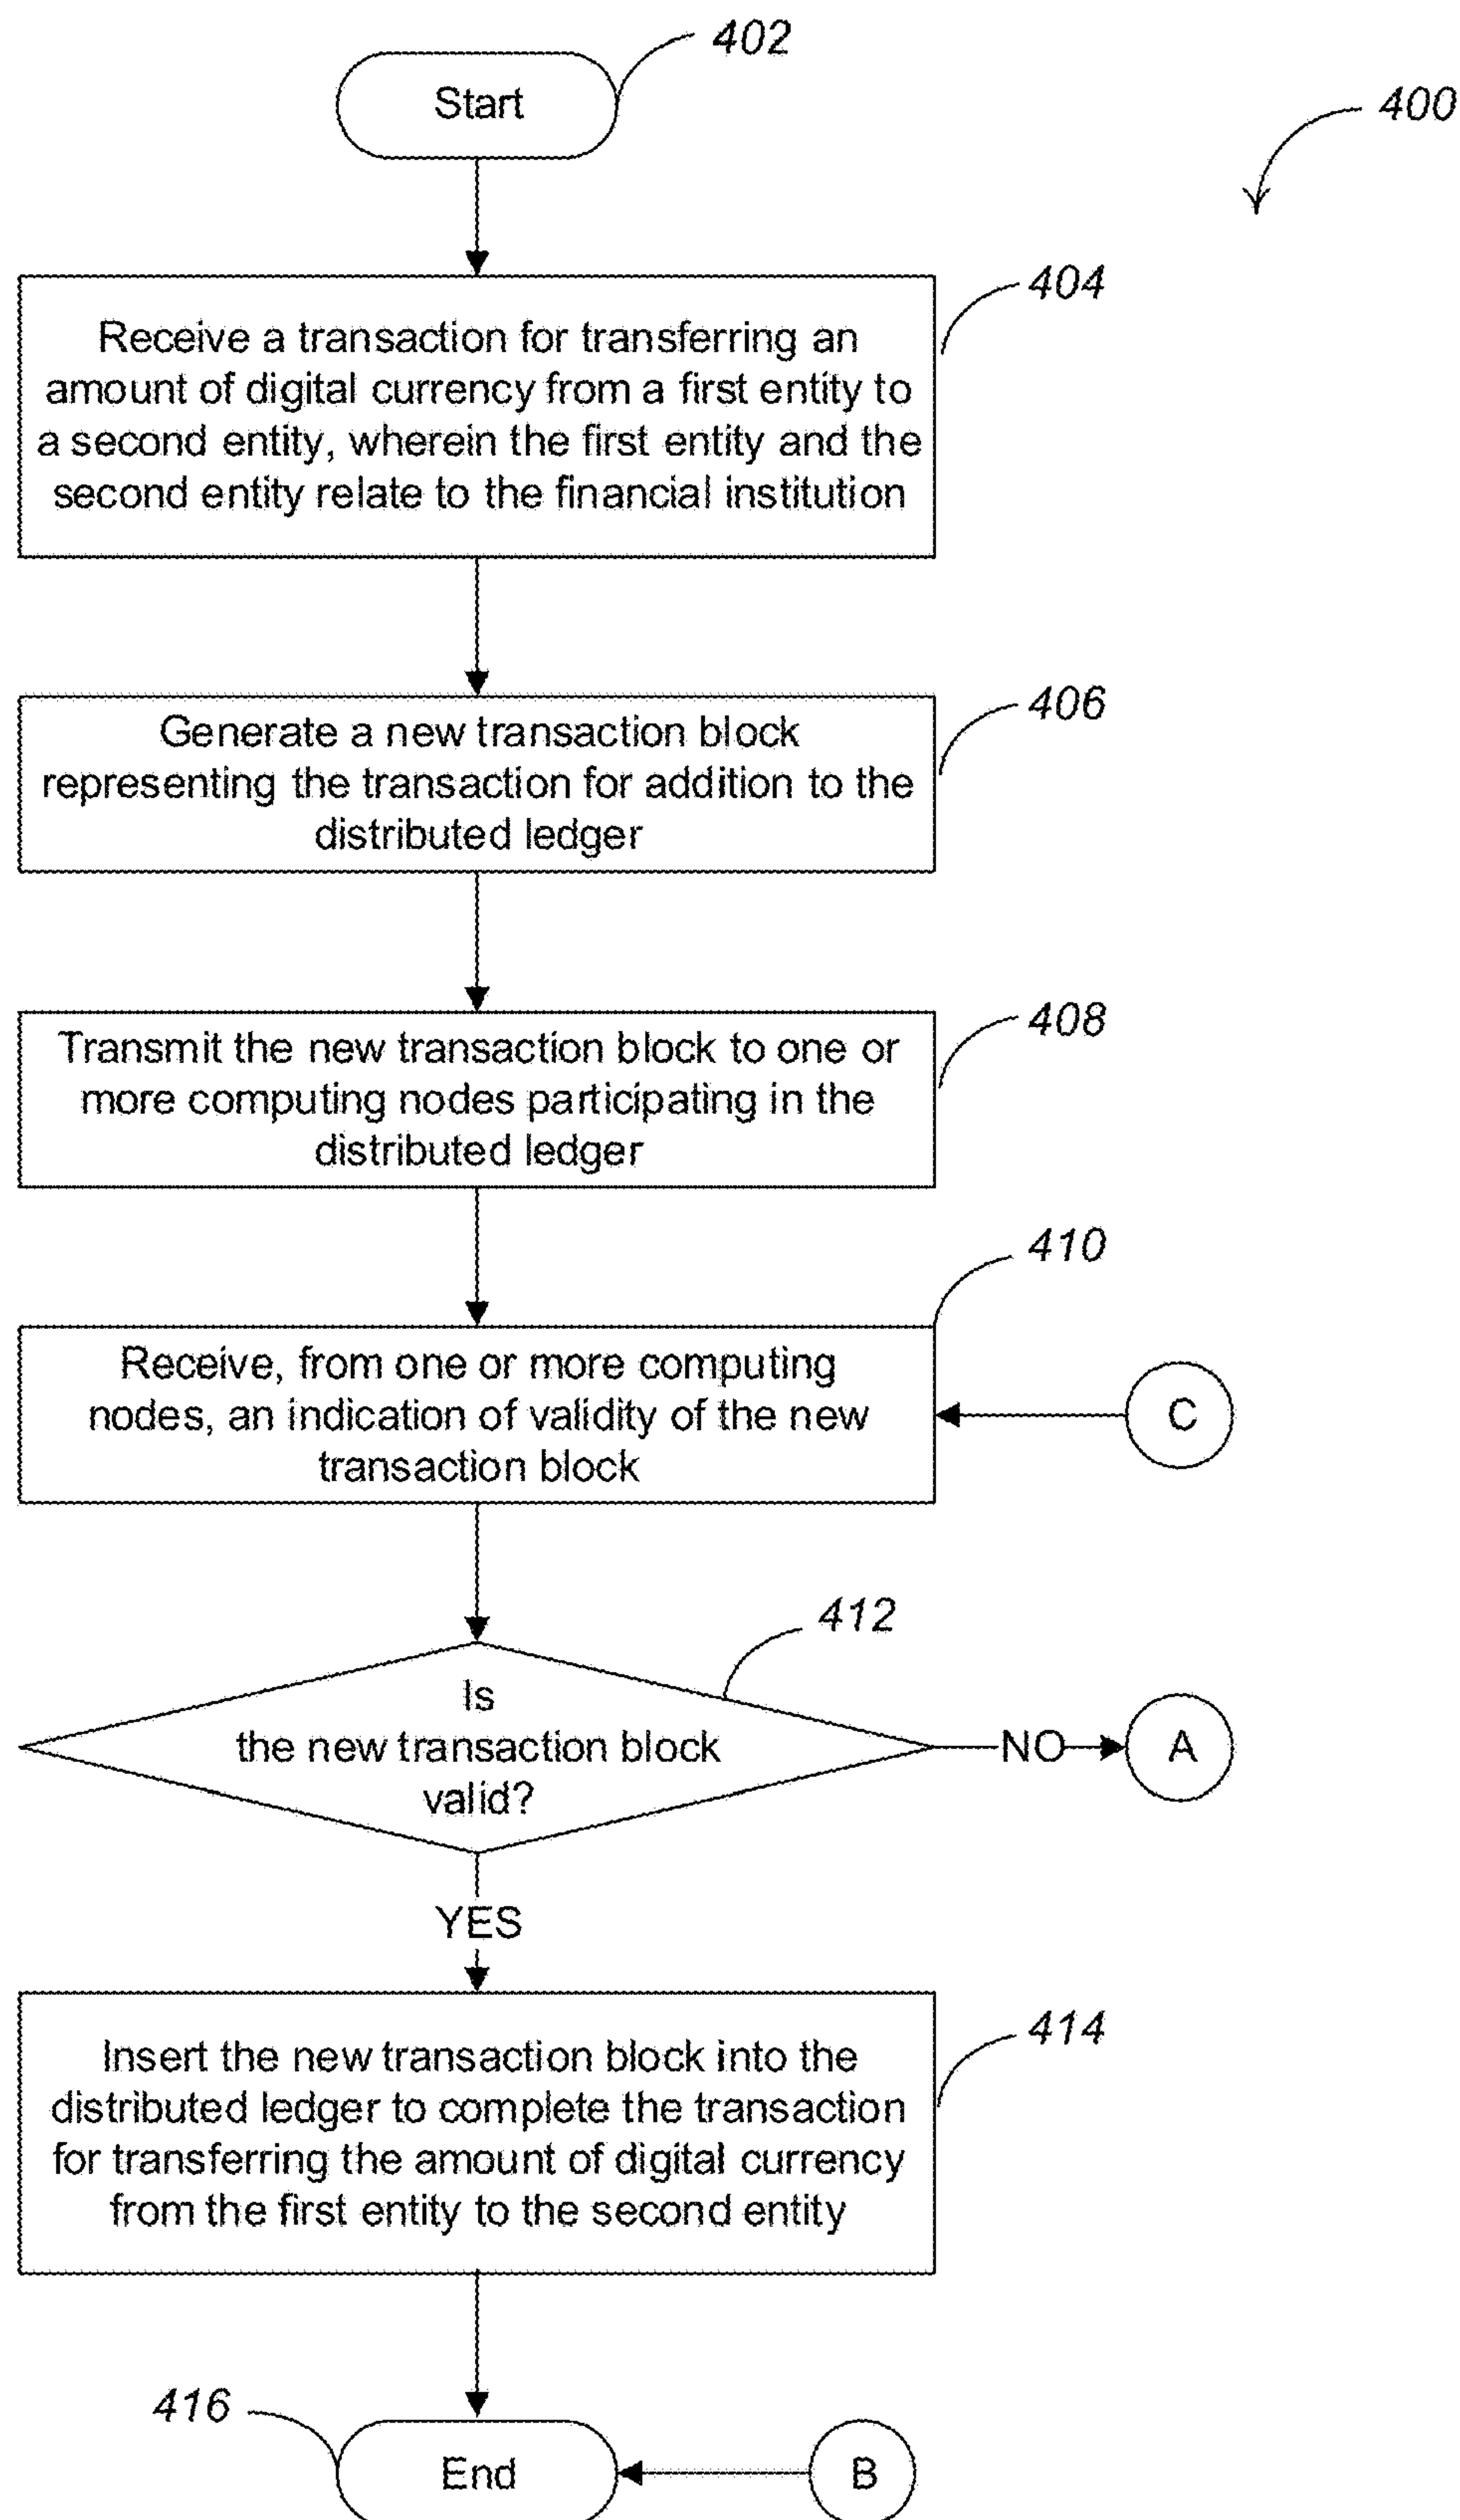 402
Start
400
404
Receive a transaction for transferring an
amount of digital currency from a first entity to
a second entity, wherein the first entity and the
second entity relate to the financial institution
406
Generate a new transaction block
representing the transaction for addition to the
distributed ledger
408
Transmit the new transaction block to one or
more computing nodes participating in the
distributed ledger
410
Receive, from one or more computing
nodes, an indication of validity of the new
transaction block
C
412
Is
the new transaction block
valid?
NO
A
YES
414
Insert the new transaction block into the
distributed ledger to complete the transaction
for transferring the amount of digital currency
from the first entity to the second entity
416
End
B